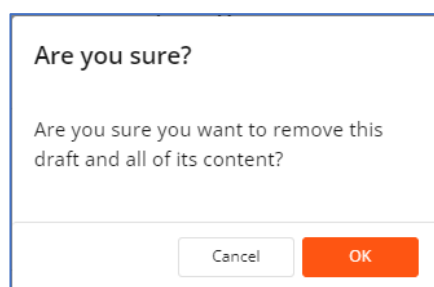 Are you sure?
Are you sure you want to remove this
draft and all of its content?
Cancel
OK